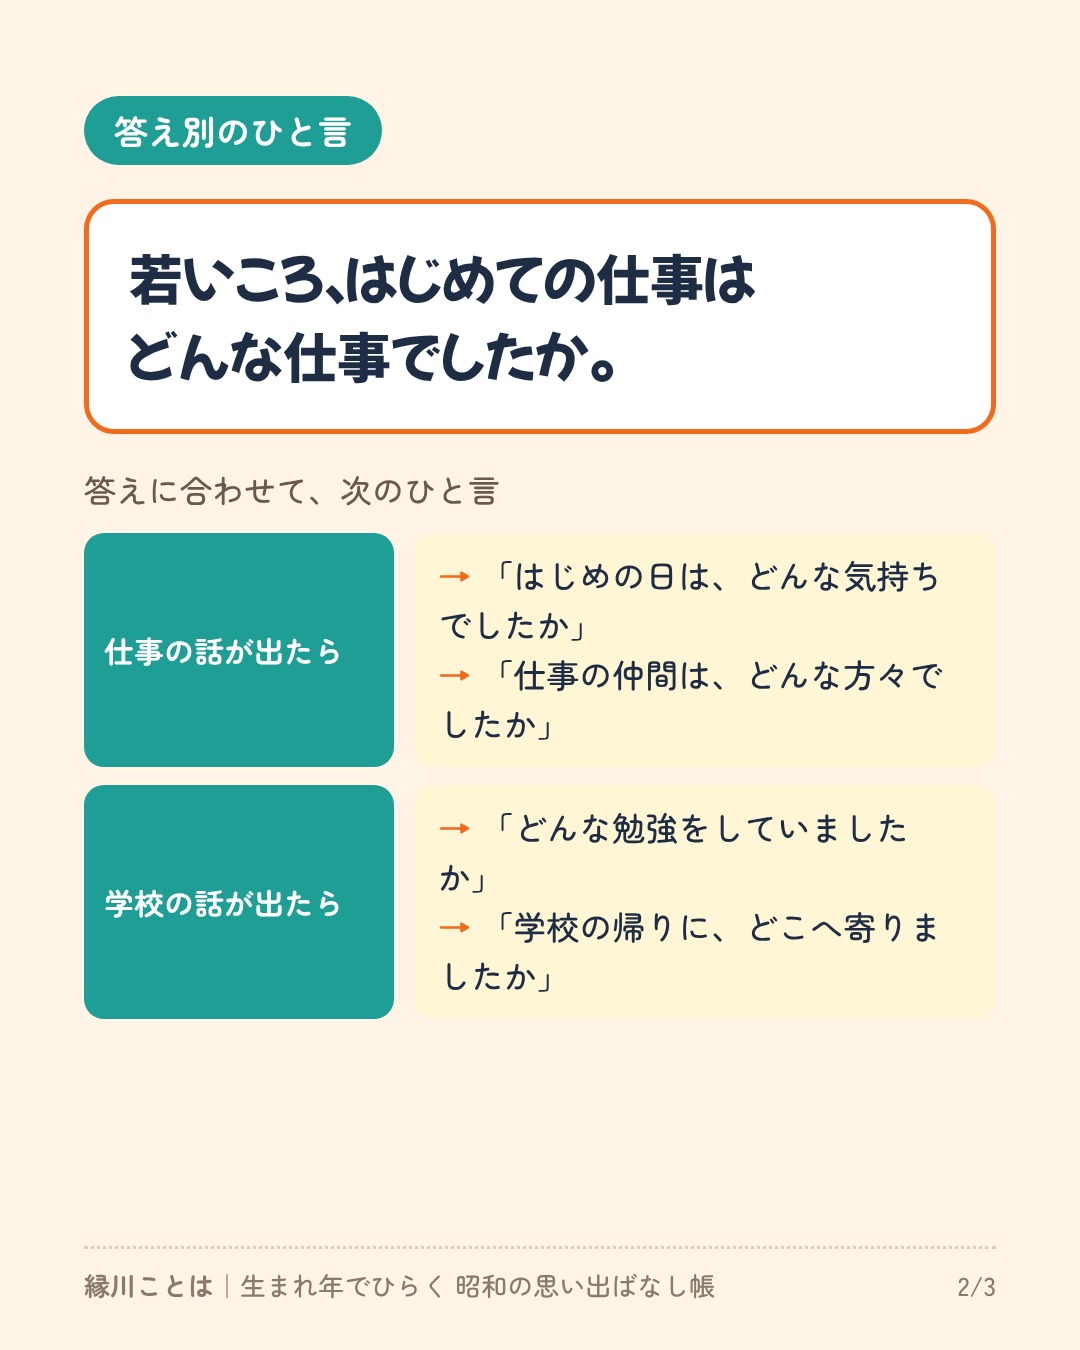 答え別のひと言
若いころ、はじめての仕事は
どんな仕事でしたか。
答えに合わせて、次のひと言
仕事の話が出たら
→ 「はじめの日は、どんな気持ち
でしたか」
→ 「仕事の仲間は、どんな方々で
したか」
学校の話が出たら
→ 「どんな勉強をしていました
か」
→ 「学校の帰りに、どこへ寄りま
したか」
縁川ことは｜生まれ年でひらく 昭和の思い出ばなし帳
2/3